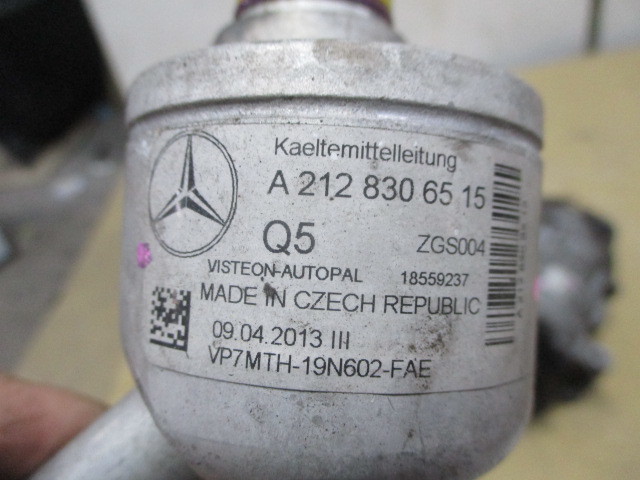 Kaeltemittelleitung
A 212 830 65 15
Q5 ZGS004
VISTEON-AUTOPAL 18559237
MADE IN CZECH REPUBLIC
09.04.2013 III
VP7MTH-19N602-FAE